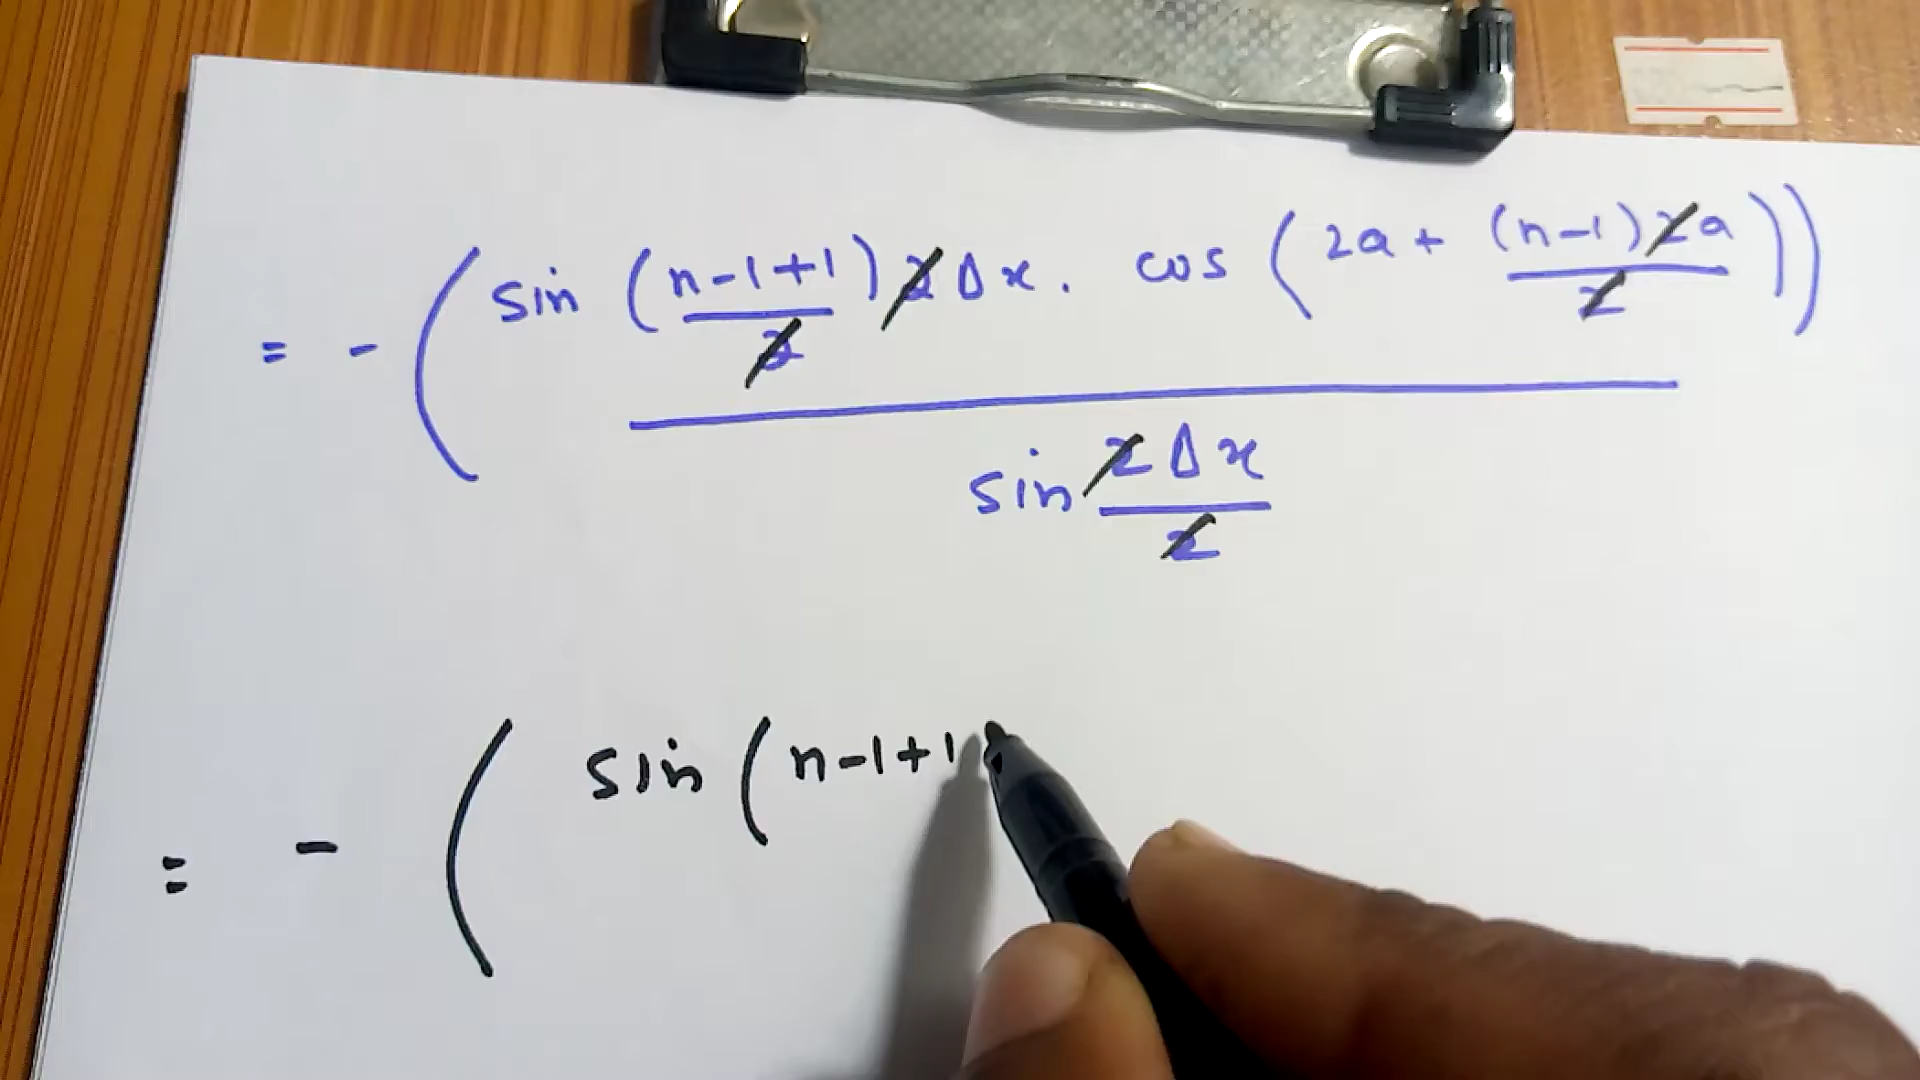 = - ( sin (n-1+1)/2 2Δx . cos (2a + (n-1)2a/2))
sin 2Δx/2
= - ( sin (n-1+1